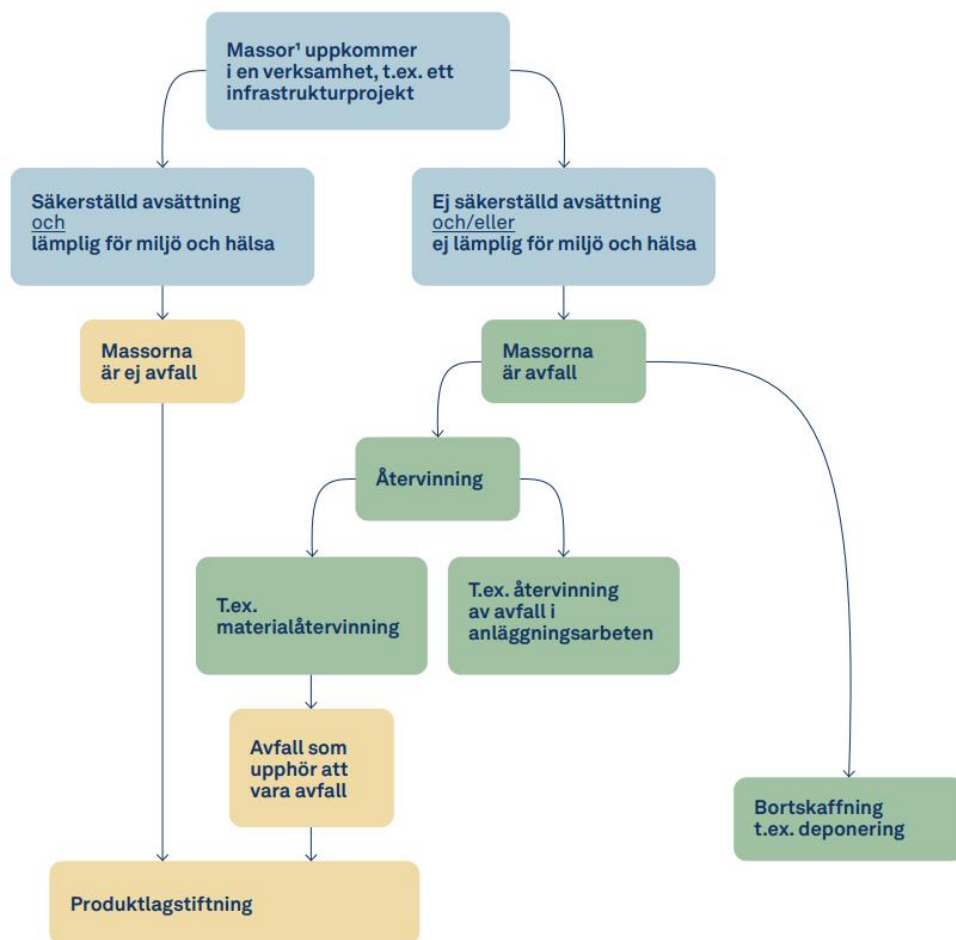 Massor¹ uppkommer
i en verksamhet, t.ex. ett
infrastrukturprojekt
Säkerställd avsättning
och
lämplig för miljö och hälsa
Ej säkerställd avsättning
och/eller
ej lämplig för miljö och hälsa
Massorna
är ej avfall
Massorna
är avfall
Återvinning
T.ex.
materialåtervinning
T.ex. återvinning
av avfall i
anläggningsarbeten
Avfall som
upphör att
vara avfall
Bortskaffning
t.ex. deponering
Produktlagstiftning